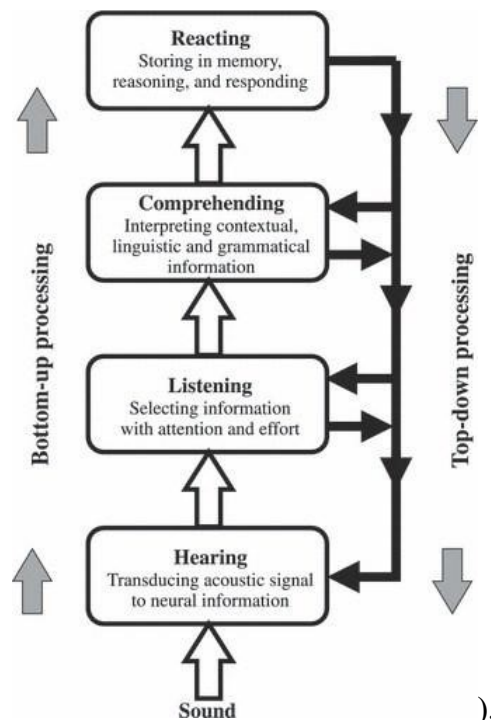 Reacting
Storing in memory,
reasoning, and responding
Comprehending
Interpreting contextual,
linguistic and grammatical
information
Listening
Selecting information
with attention and effort
Hearing
Transducing acoustic signal
to neural information
Sound
Bottom-up processing
Top-down processing
).